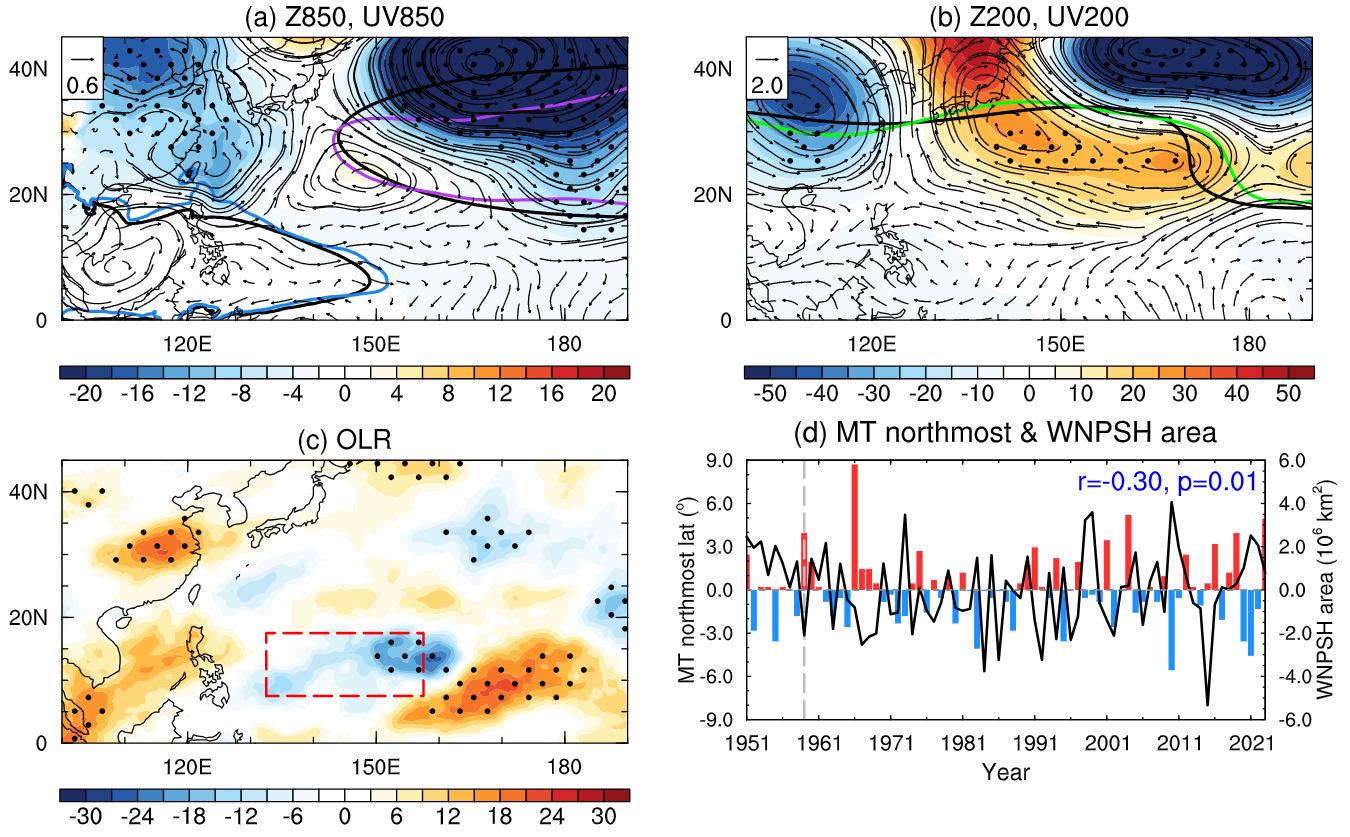 (a) Z850, UV850
40N
20N
0
0.6
120E 150E 180
-20 -16 -12 -8 -4 0 4 8 12 16 20
(b) Z200, UV200
40N
20N
0
2.0
120E 150E 180
-50 -40 -30 -20 -10 0 10 20 30 40 50
(c) OLR
40N
20N
0
120E 150E 180
-30 -24 -18 -12 -6 0 6 12 18 24 30
(d) MT northmost & WNPSH area
r=-0.30, p=0.01
MT northmost lat (°)
9.0
6.0
3.0
0.0
-3.0
-6.0
-9.0
6.0
4.0
2.0
0.0
-2.0
-4.0
-6.0
WNPSH area (10⁶ km²)
1951 1961 1971 1981 1991 2001 2011 2021
Year